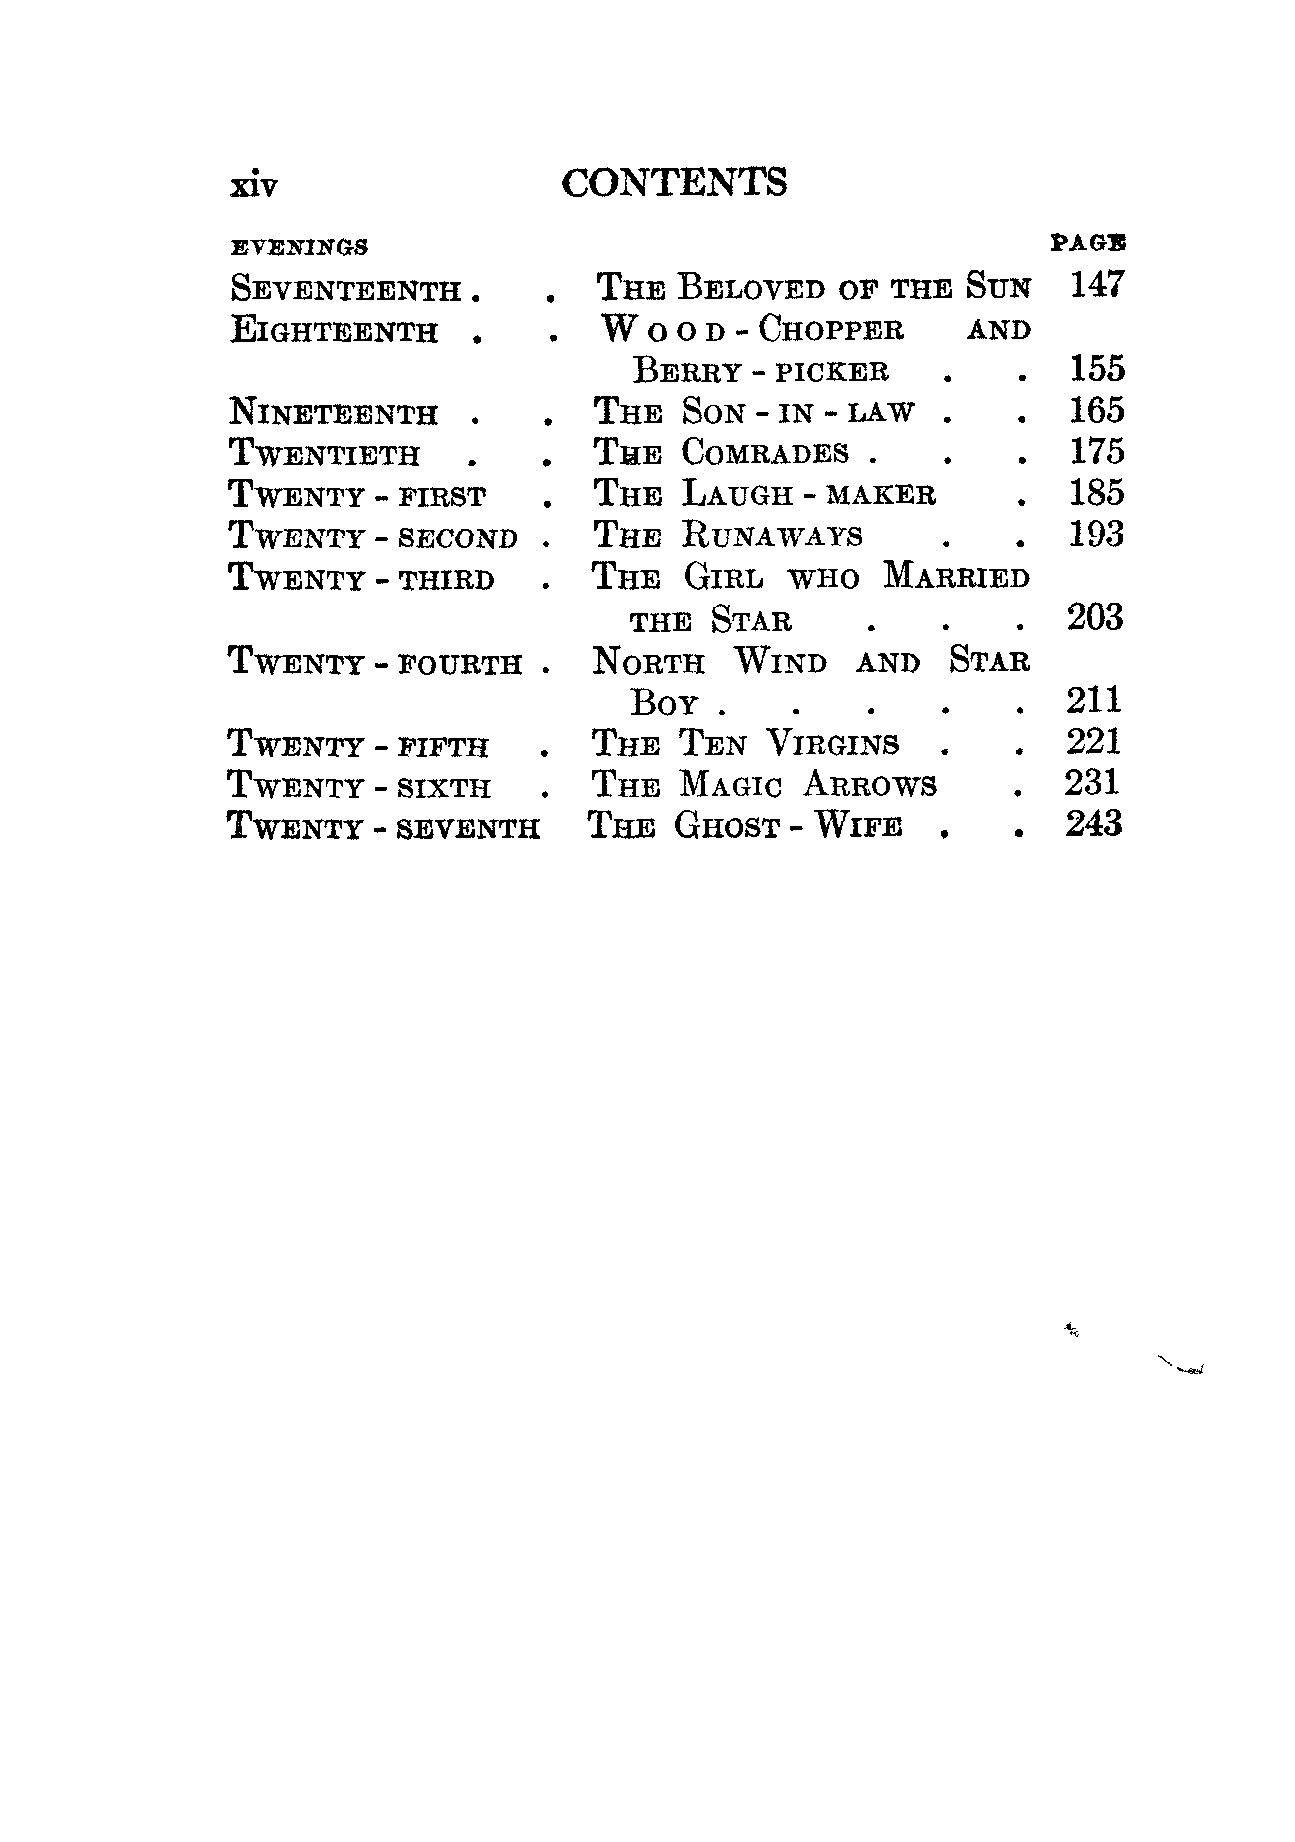 xiv CONTENTS
EVENINGS PAGE
SEVENTEENTH . . THE BELOVED OF THE SUN 147
EIGHTEENTH . . WOOD-CHOPPER AND
BERRY-PICKER . . 155
NINETEENTH . . THE SON-IN-LAW . . 165
TWENTIETH . . THE COMRADES . . . 175
TWENTY-FIRST . THE LAUGH-MAKER . 185
TWENTY-SECOND . THE RUNAWAYS . . 193
TWENTY-THIRD . THE GIRL WHO MARRIED
THE STAR . . . 203
TWENTY-FOURTH . NORTH WIND AND STAR
BOY . . . . . 211
TWENTY-FIFTH . THE TEN VIRGINS . . 221
TWENTY-SIXTH . THE MAGIC ARROWS . 231
TWENTY-SEVENTH THE GHOST-WIFE . . 243